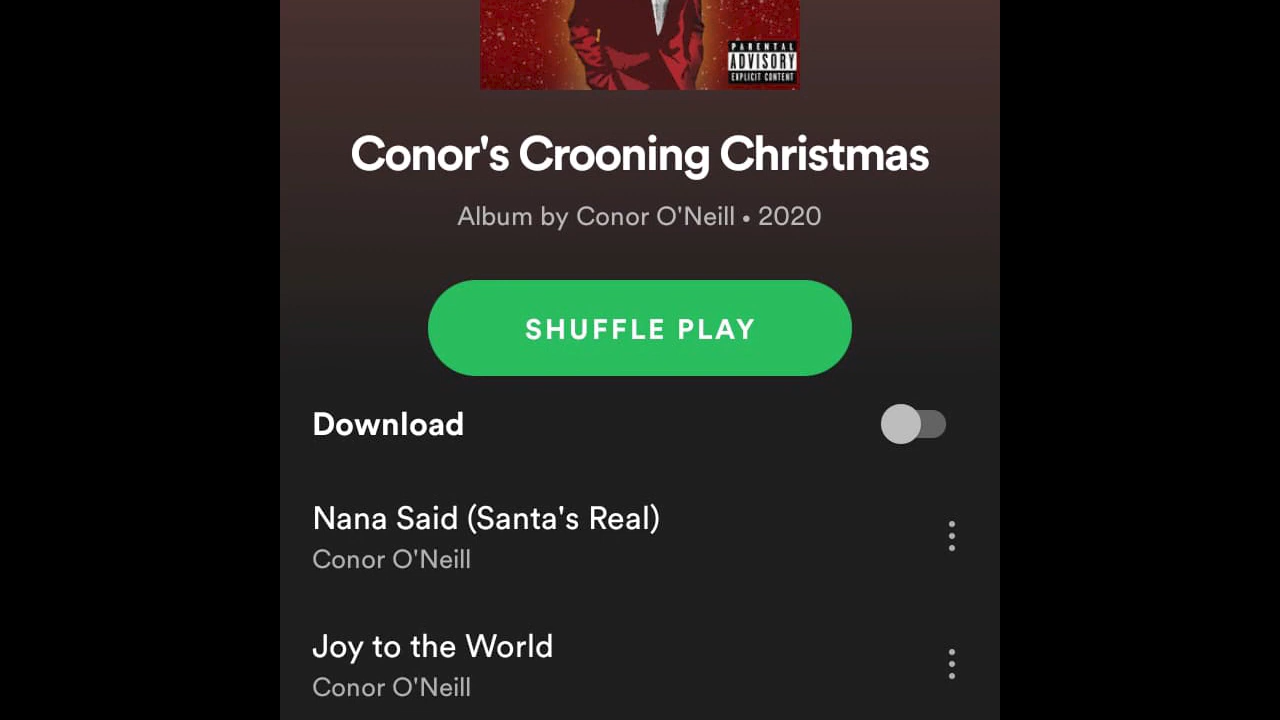 PARENTAL
ADVISORY
EXPLICIT CONTENT
Conor's Crooning Christmas
Album by Conor O'Neill • 2020
SHUFFLE PLAY
Download
Nana Said (Santa's Real)
Conor O'Neill
Joy to the World
Conor O'Neill